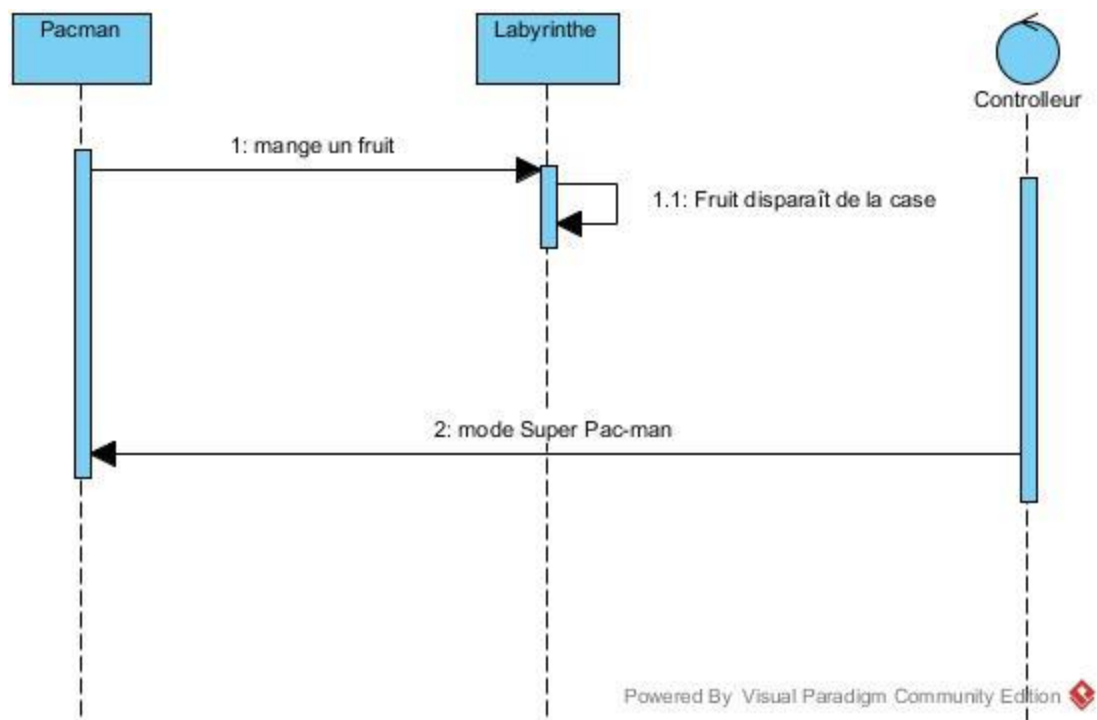 Pacman
Labyrinthe
Controlleur
1: mange un fruit
1.1: Fruit disparaît de la case
2: mode Super Pac-man
Powered By Visual Paradigm Community Edition